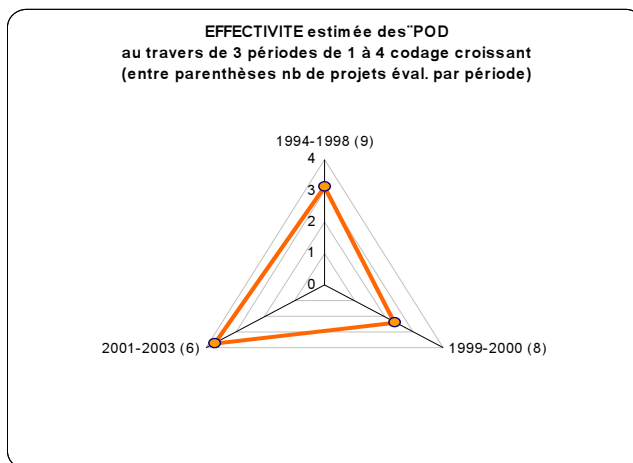 EFFECTIVITE estimée des¨POD
au travers de 3 périodes de 1 à 4 codage croissant
(entre parenthèses nb de projets éval. par période)
1994-1998 (9)
4
3
2
1
0
2001-2003 (6)
1999-2000 (8)